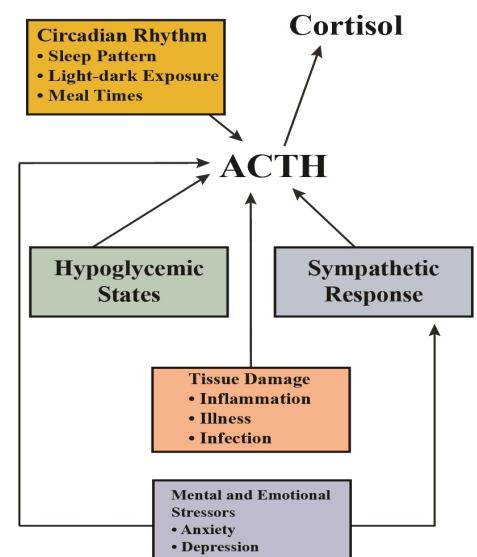 Circadian Rhythm
• Sleep Pattern
• Light-dark Exposure
• Meal Times
Cortisol
ACTH
Hypoglycemic
States
Sympathetic
Response
Tissue Damage
• Inflammation
• Illness
• Infection
Mental and Emotional
Stressors
• Anxiety
• Depression